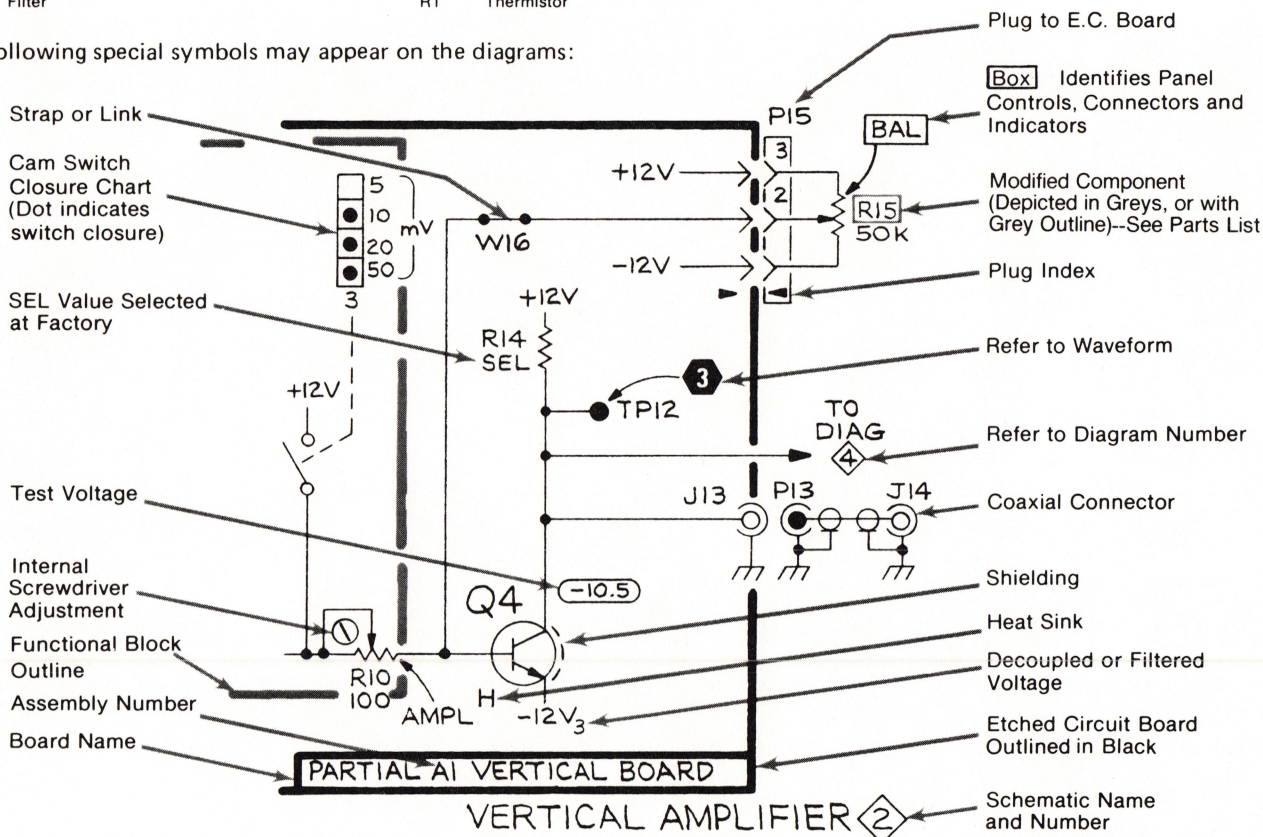 Filter
RT Thermistor
ollowing special symbols may appear on the diagrams:
Plug to E.C. Board
Box Identifies Panel
Controls, Connectors and
Indicators
Strap or Link
P15
BAL
Cam Switch
Closure Chart
(Dot indicates
switch closure)
5
10
20
50
mV
3
+12V
3
2
W16
-12V
R15
50K
Modified Component
(Depicted in Greys, or with
Grey Outline)--See Parts List
Plug Index
SEL Value Selected
at Factory
+12V
R14
SEL
3
TP12
Refer to Waveform
+12V
TO
DIAG
4
Refer to Diagram Number
Test Voltage
J13
P13
J14
Coaxial Connector
Internal
Screwdriver
Adjustment
-10.5
Q4
Shielding
Heat Sink
Functional Block
Outline
R10
100
AMPL
H
-12V3
Decoupled or Filtered
Voltage
Assembly Number
Board Name
PARTIAL A1 VERTICAL BOARD
Etched Circuit Board
Outlined in Black
VERTICAL AMPLIFIER 2
Schematic Name
and Number